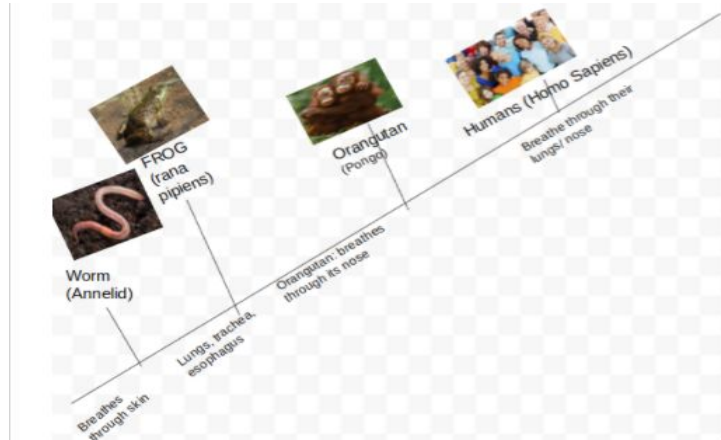 FROG
(rana
pipiens)
Worm
(Annelid)
Orangutan
(Pongo)
Humans (Homo Sapiens)
Breathes
through skin
Lungs, trachea,
esophagus
Orangutan: breathes
through its nose
Breathe through their
lungs/ nose